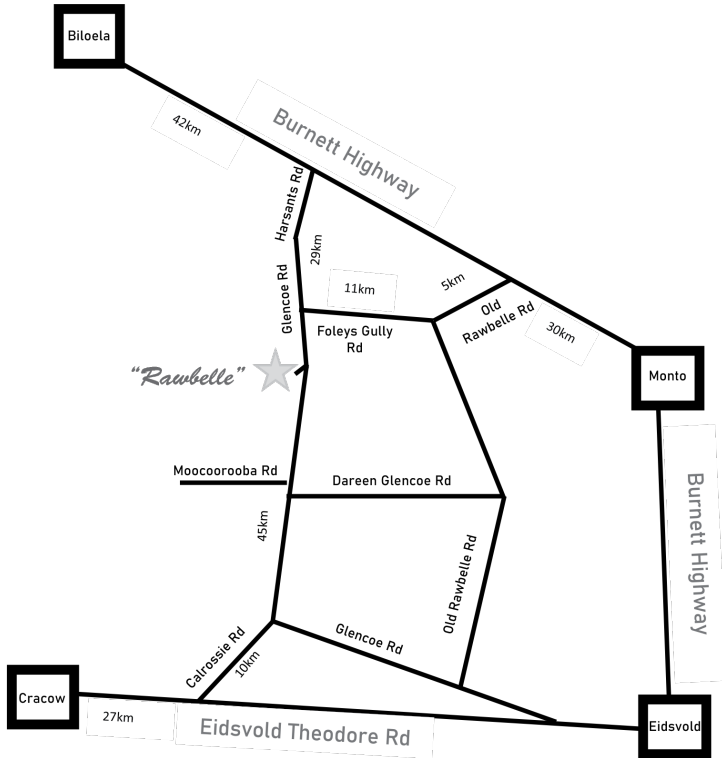 Biloela
42km
Burnett Highway
Harsants Rd
29km
Glencoe Rd
11km
5km
Old
Rawbelle Rd
30km
Foleys Gully
Rd
"Rawbelle"
Monto
Moocoorooba Rd
Dareen Glencoe Rd
45km
Burnett Highway
Old Rawbelle Rd
Calrossie Rd
10km
Glencoe Rd
Cracow
27km
Eidsvold Theodore Rd
Eidsvold